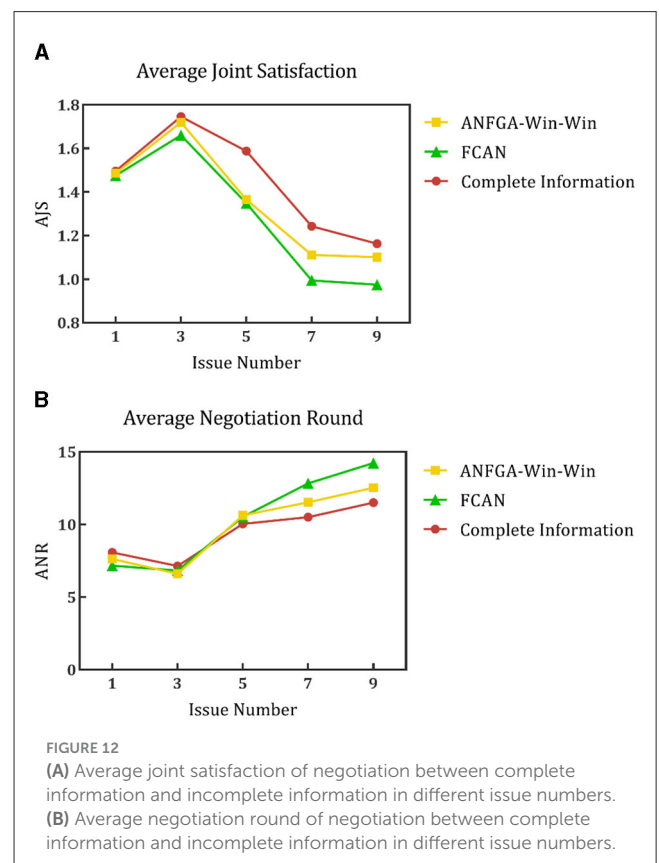 A
Average Joint Satisfaction
1.8
1.6
1.4
1.2
1.0
0.8
AJS
1 3 5 7 9
Issue Number
ANFGA-Win-Win
FCAN
Complete Information
B
Average Negotiation Round
15
10
5
0
ANR
1 3 5 7 9
Issue Number
ANFGA-Win-Win
FCAN
Complete Information
FIGURE 12
(A) Average joint satisfaction of negotiation between complete
information and incomplete information in different issue numbers.
(B) Average negotiation round of negotiation between complete
information and incomplete information in different issue numbers.